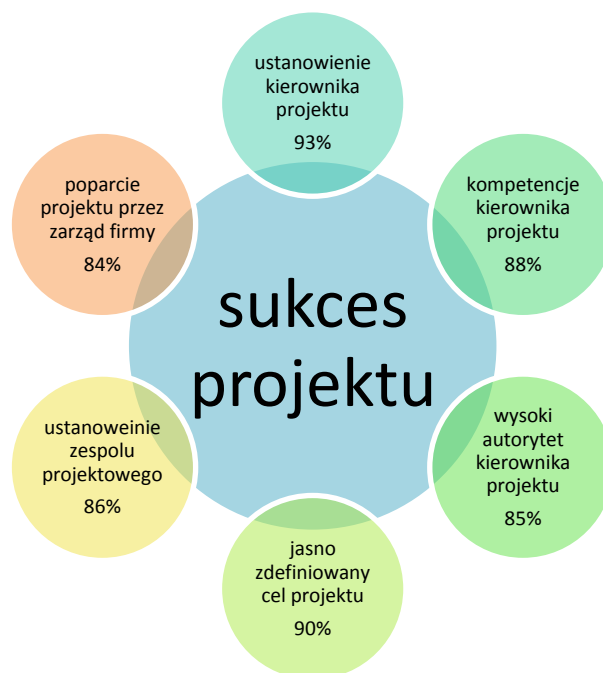 ustanowienie
kierownika
projektu
93%
kompetencje
kierownika
projektu
88%
wysoki
autorytet
kierownika
projektu
85%
jasno
zdefiniowany
cel projektu
90%
ustanoweinie
zespolu
projektowego
86%
poparcie
projektu przez
zarząd firmy
84%
sukces
projektu